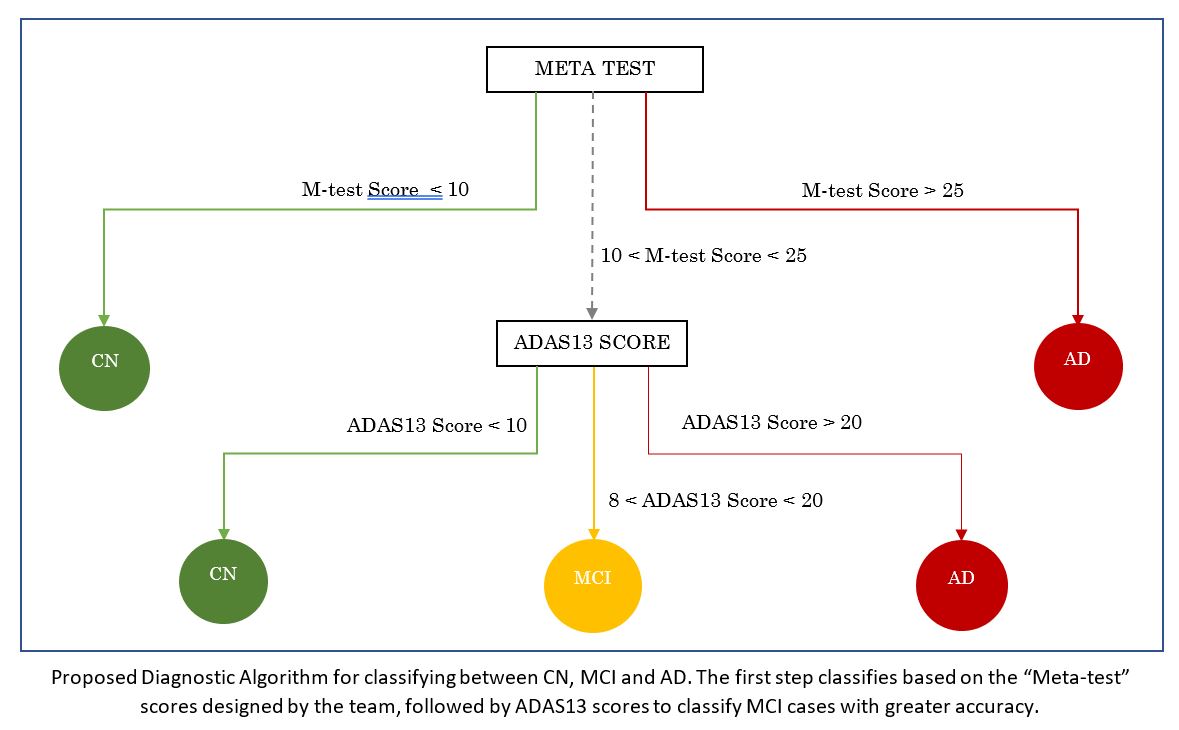 META TEST
M-test Score < 10
M-test Score > 25
10 < M-test Score < 25
ADAS13 SCORE
CN
AD
ADAS13 Score < 10
ADAS13 Score > 20
8 < ADAS13 Score < 20
CN
MCI
AD
Proposed Diagnostic Algorithm for classifying between CN, MCI and AD. The first step classifies based on the “Meta-test”
scores designed by the team, followed by ADAS13 scores to classify MCI cases with greater accuracy.